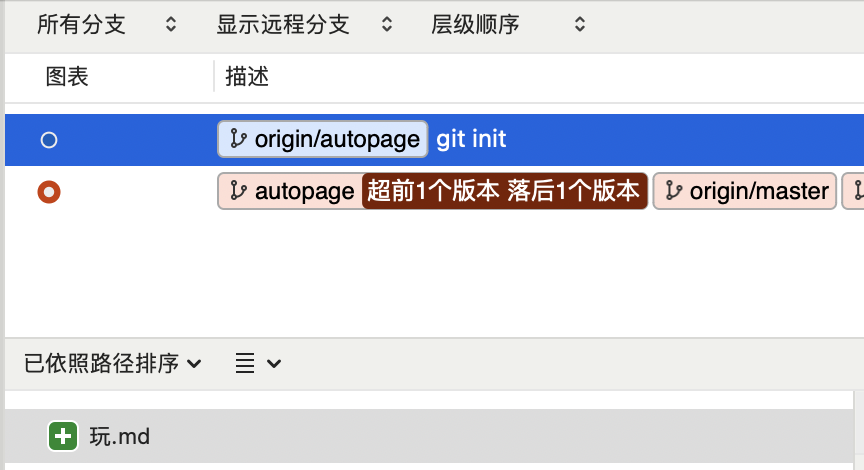 所有分支 显示远程分支 层级顺序
图表 描述
origin/autopage git init
autopage 超前1个版本 落后1个版本 origin/master
已依照路径排序
玩.md